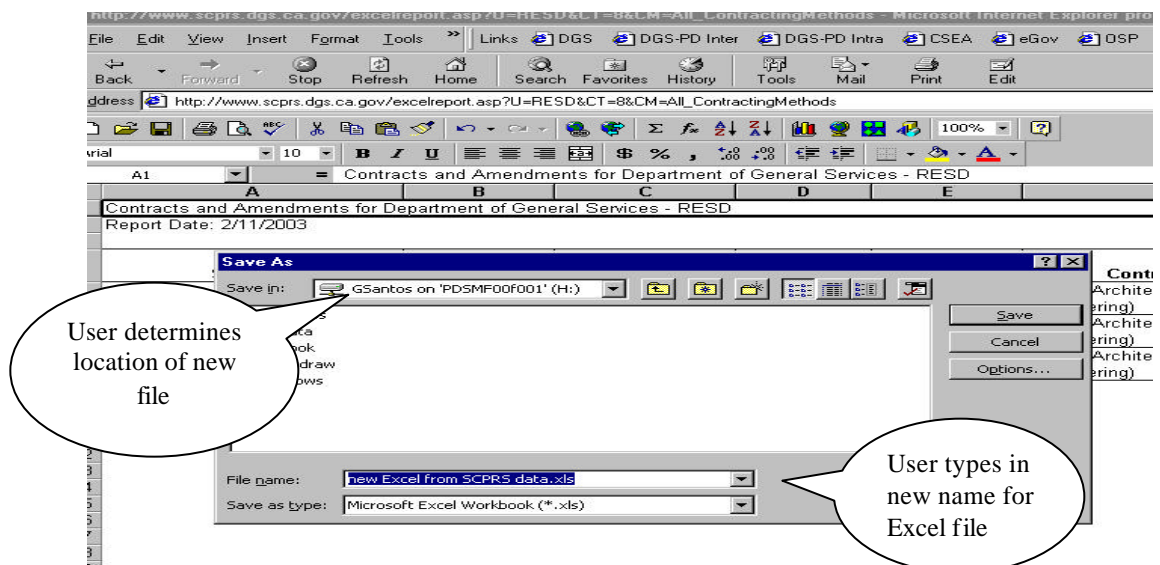 http://www.scprs.dgs.ca.gov/excelreport.asp?U=RESD&CT=8&CM=All_ContractingMethods - Microsoft Internet Explorer pro
File Edit View Insert Format Tools » Links DGS DGS-PD Inter DGS-PD Intra CSEA eGov OSP
Back Forward Stop Refresh Home Search Favorites History Tools Mail Print Edit
ddress http://www.scprs.dgs.ca.gov/excelreport.asp?U=RESD&CT=8&CM=All_ContractingMethods
100%
rial 10 B I U $ % ,
A1 = Contracts and Amendments for Department of General Services - RESD
A B C D E
Contracts and Amendments for Department of General Services - RESD
Report Date: 2/11/2003
Save As
Save in: GSantos on 'PDSMF00f001' (H:)
Save
Cancel
Options...
File name: new Excel from SCPRS data.xls
Save as type: Microsoft Excel Workbook (*.xls)
Contr
Archite
ering)
Archite
ering)
Archite
ering)
User determines
location of new
file
User types in
new name for
Excel file